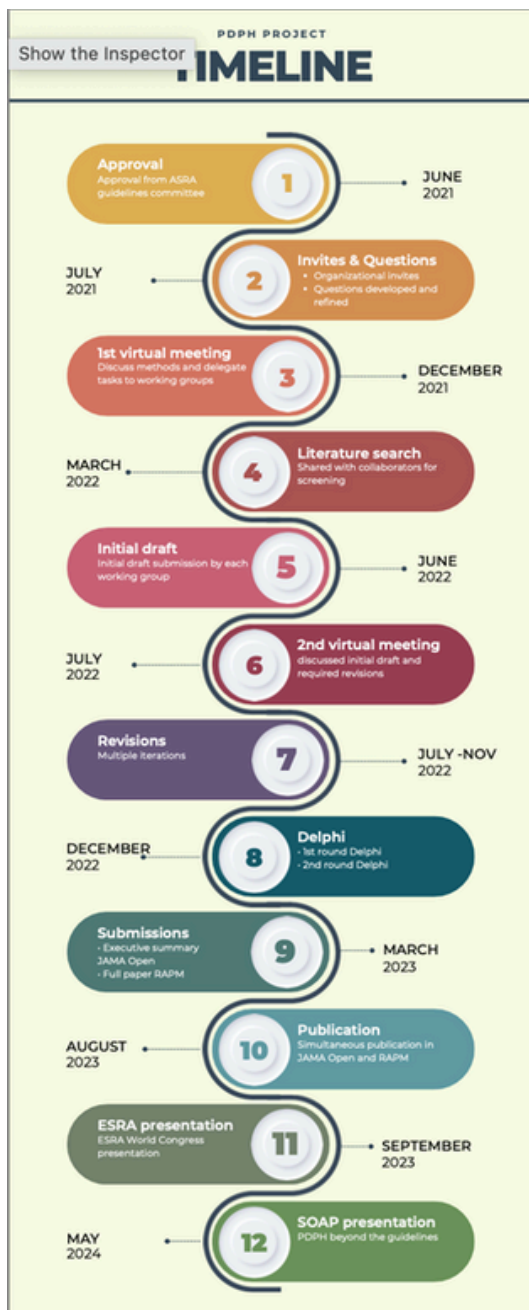 PDPH PROJECT
Show the Inspector
TIMELINE
Approval
Approval from ASRA
guidelines committee
1
JUNE
2021
JULY
2021
2
Invites & Questions
• Organizational invites
• Questions developed and
refined
1st virtual meeting
Discuss methods and delegate
tasks to working groups
3
DECEMBER
2021
MARCH
2022
4
Literature search
Shared with collaborators for
screening
Initial draft
Initial draft submission by each
working group
5
JUNE
2022
JULY
2022
6
2nd virtual meeting
discussed initial draft and
required revisions
Revisions
Multiple iterations
7
JULY -NOV
2022
DECEMBER
2022
8
Delphi
- 1st round Delphi
- 2nd round Delphi
Submissions
- Executive summary
JAMA Open
- Full paper RAPM
9
MARCH
2023
AUGUST
2023
10
Publication
Simultaneous publication in
JAMA Open and RAPM
ESRA presentation
ESRA World Congress
presentation
11
SEPTEMBER
2023
MAY
2024
12
SOAP presentation
PDPH beyond the guidelines